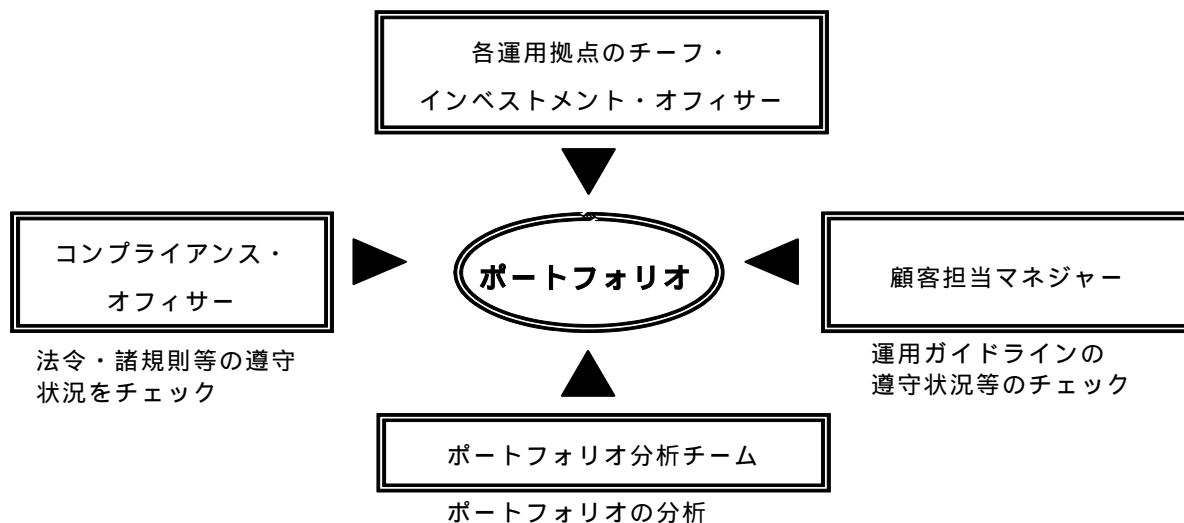 各運用拠点のチーフ・
インベストメント・オフィサー
コンプライアンス・
オフィサー
法令・諸規則等の遵守
状況をチェック
ポートフォリオ
顧客担当マネジャー
運用ガイドラインの
遵守状況等のチェック
ポートフォリオ分析チーム
ポートフォリオの分析